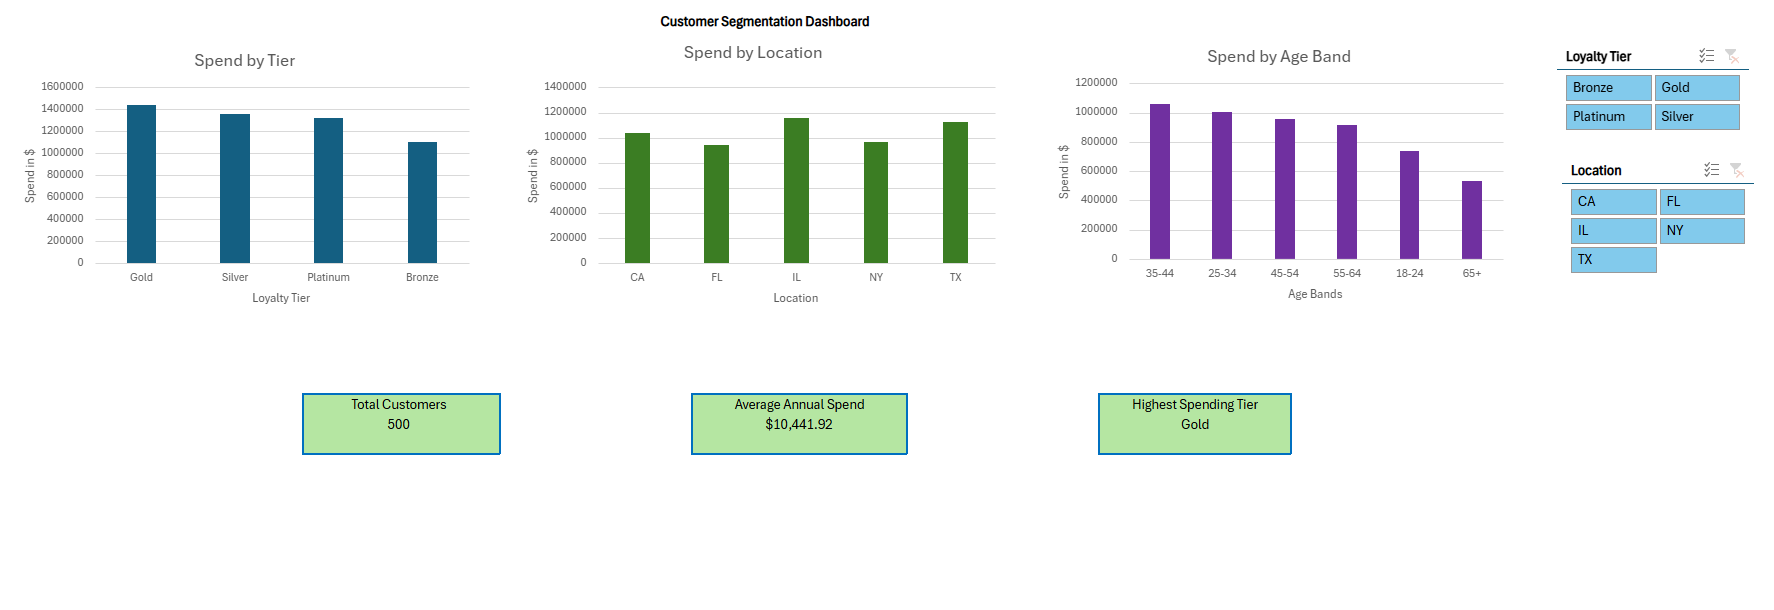 Customer Segmentation Dashboard
Spend by Tier
Spend in $
1600000
1400000
1200000
1000000
800000
600000
400000
200000
0
Gold Silver Platinum Bronze
Loyalty Tier
Spend by Location
Spend in $
1400000
1200000
1000000
800000
600000
400000
200000
0
CA FL IL NY TX
Location
Spend by Age Band
Spend in $
1200000
1000000
800000
600000
400000
200000
0
35-44 25-34 45-54 55-64 18-24 65+
Age Bands
Loyalty Tier
Bronze Gold
Platinum Silver
Location
CA FL
IL NY
TX
Total Customers
500
Average Annual Spend
$10,441.92
Highest Spending Tier
Gold